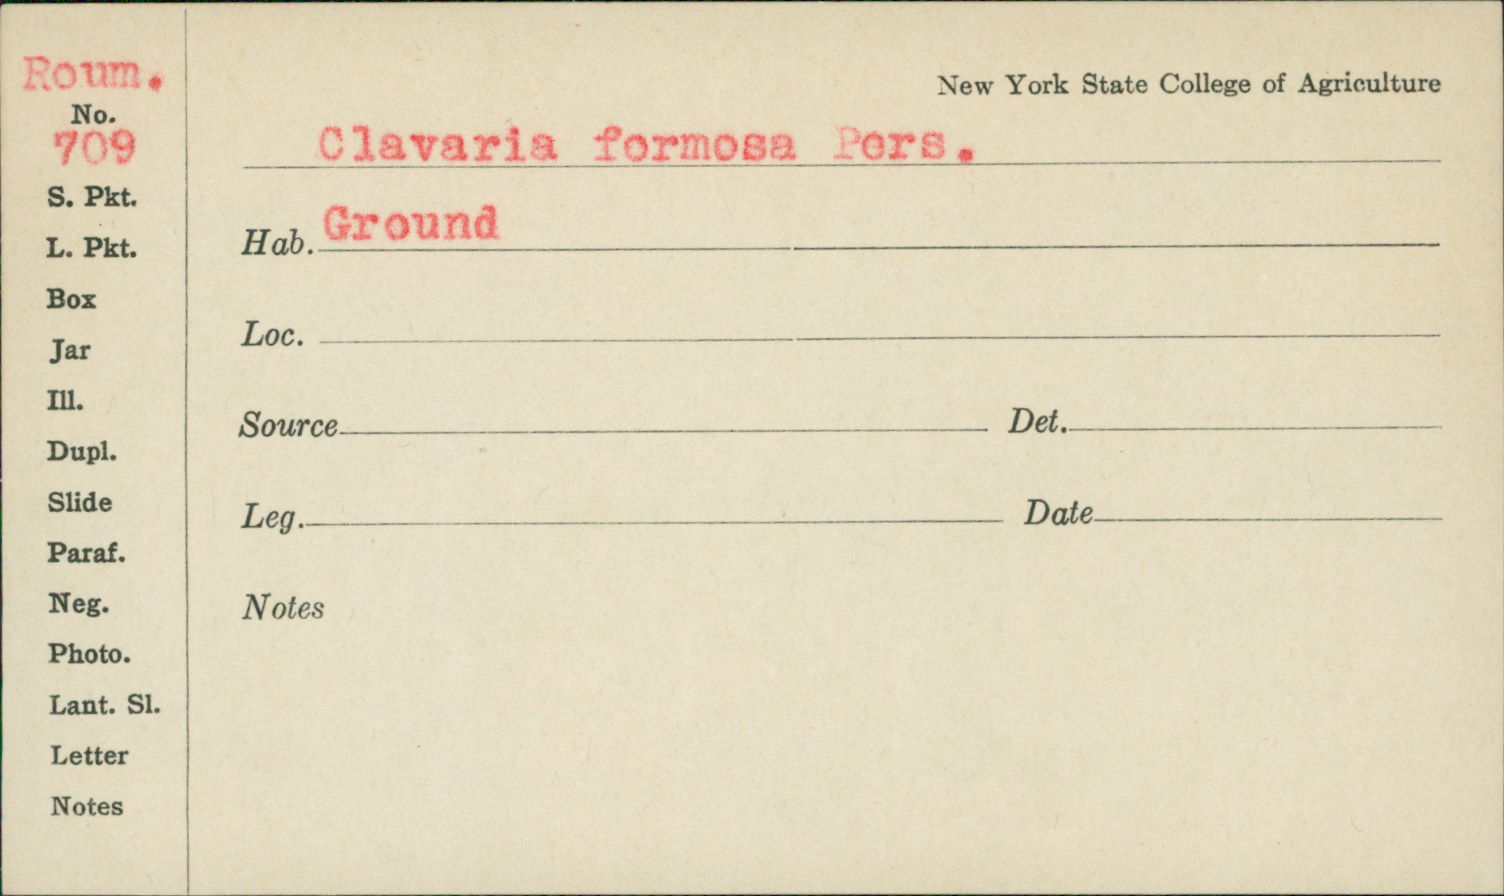 Roum.
No.
709
S. Pkt.
L. Pkt.
Box
Jar
Ill.
Dupl.
Slide
Paraf.
Neg.
Photo.
Lant. Sl.
Letter
Notes
New York State College of Agriculture
Clavaria formosa Pers.
Hab. Ground
Loc.
Source Det.
Leg. Date
Notes